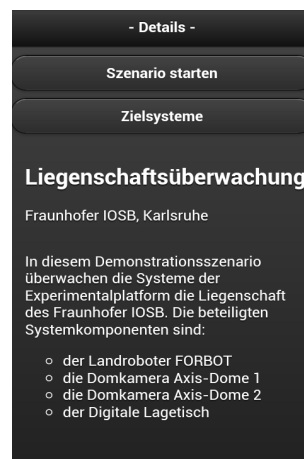 - Details -
Szenario starten
Zielsysteme
Liegenschaftsüberwachung
Fraunhofer IOSB, Karlsruhe
In diesem Demonstrationsszenario
überwachen die Systeme der
Experimentalplatform die Liegenschaft
des Fraunhofer IOSB. Die beteiligten
Systemkomponenten sind:
der Landroboter FORBOT
die Domkamera Axis-Dome 1
die Domkamera Axis-Dome 2
der Digitale Lagetisch